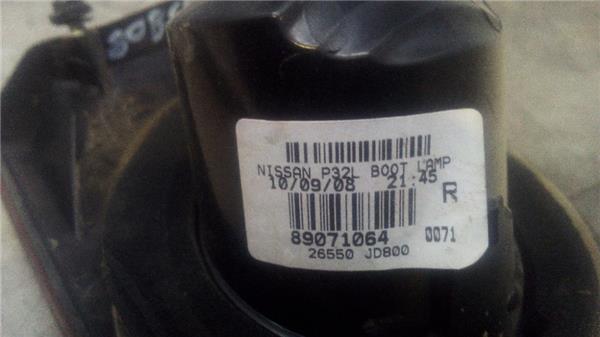 NISSAN P32L BOOT LAMP
10/09/08 21:45
R
89071064 0071
26550 JD800